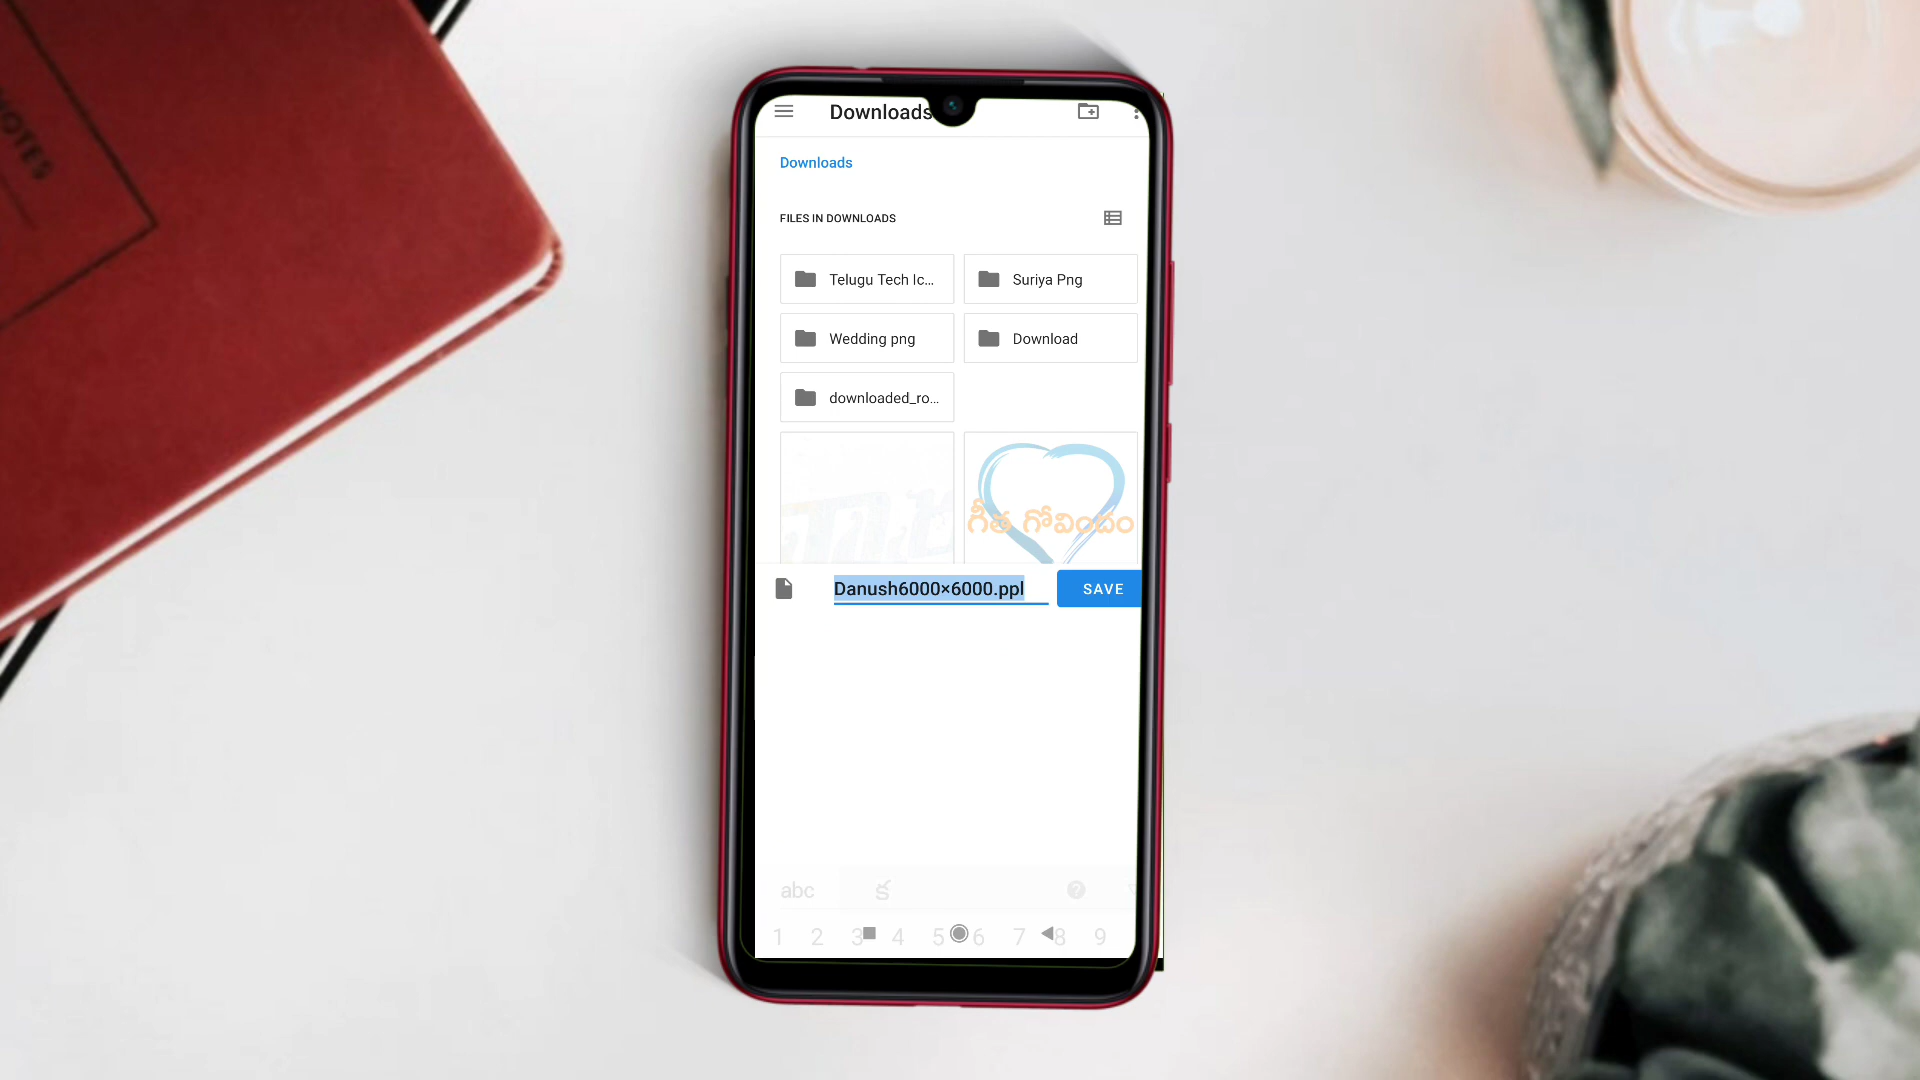 NOTES
Downloads
Downloads
FILES IN DOWNLOADS
Telugu Tech Ic...
Suriya Png
Wedding png
Download
downloaded_ro...
గీత గోవిందం
Danush6000×6000.ppl
SAVE
abc
క
1 2 3 4 5 6 7 8 9